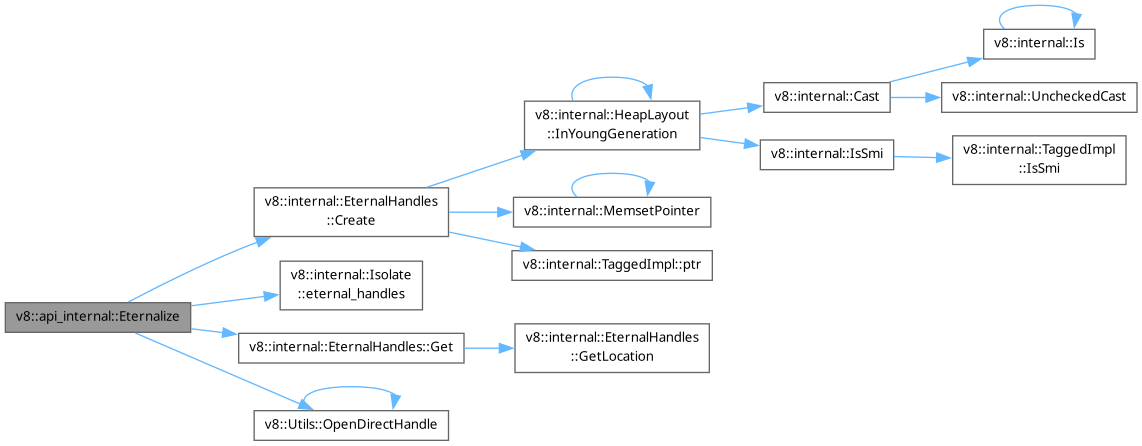 v8::internal::Is
v8::internal::Cast
v8::internal::UncheckedCast
v8::internal::HeapLayout
::InYoungGeneration
v8::internal::IsSmi
v8::internal::TaggedImpl
::IsSmi
v8::internal::EternalHandles
::Create
v8::internal::MemsetPointer
v8::internal::TaggedImpl::ptr
v8::internal::Isolate
::eternal_handles
v8::api_internal::Eternalize
v8::internal::EternalHandles::Get
v8::internal::EternalHandles
::GetLocation
v8::Utils::OpenDirectHandle